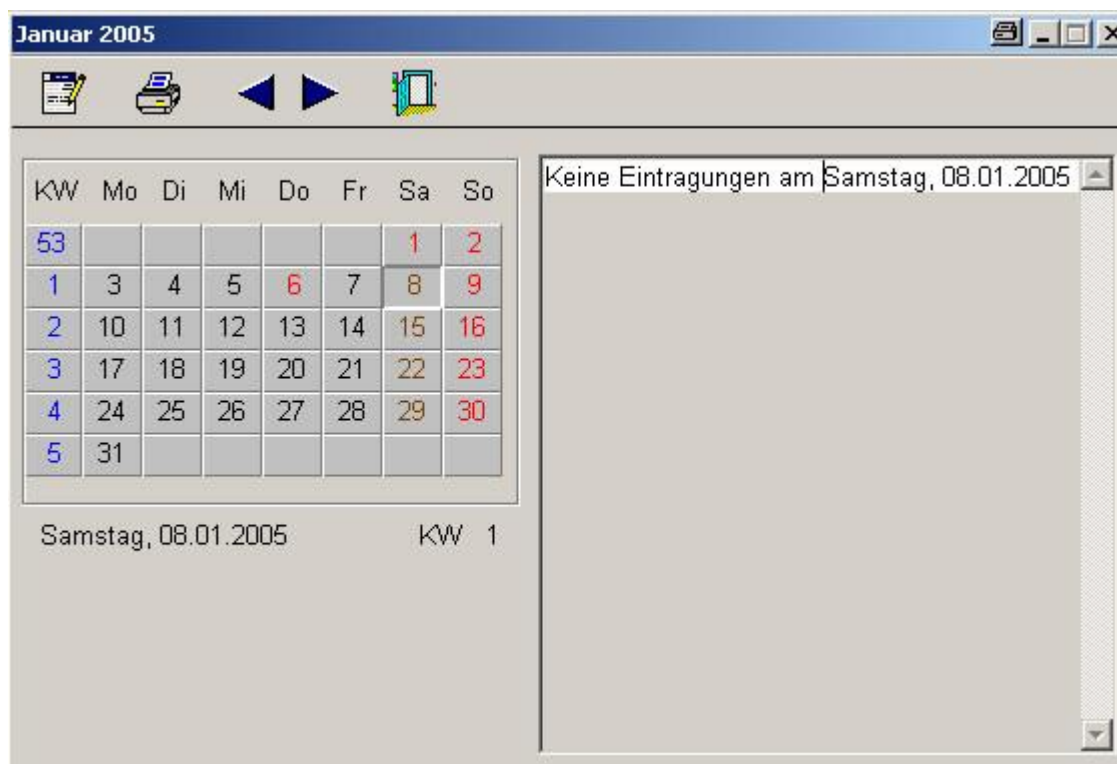 Januar 2005
KW Mo Di Mi Do Fr Sa So
53 1 2
1 3 4 5 6 7 8 9
2 10 11 12 13 14 15 16
3 17 18 19 20 21 22 23
4 24 25 26 27 28 29 30
5 31
Samstag, 08.01.2005 KW 1
Keine Eintragungen am Samstag, 08.01.2005